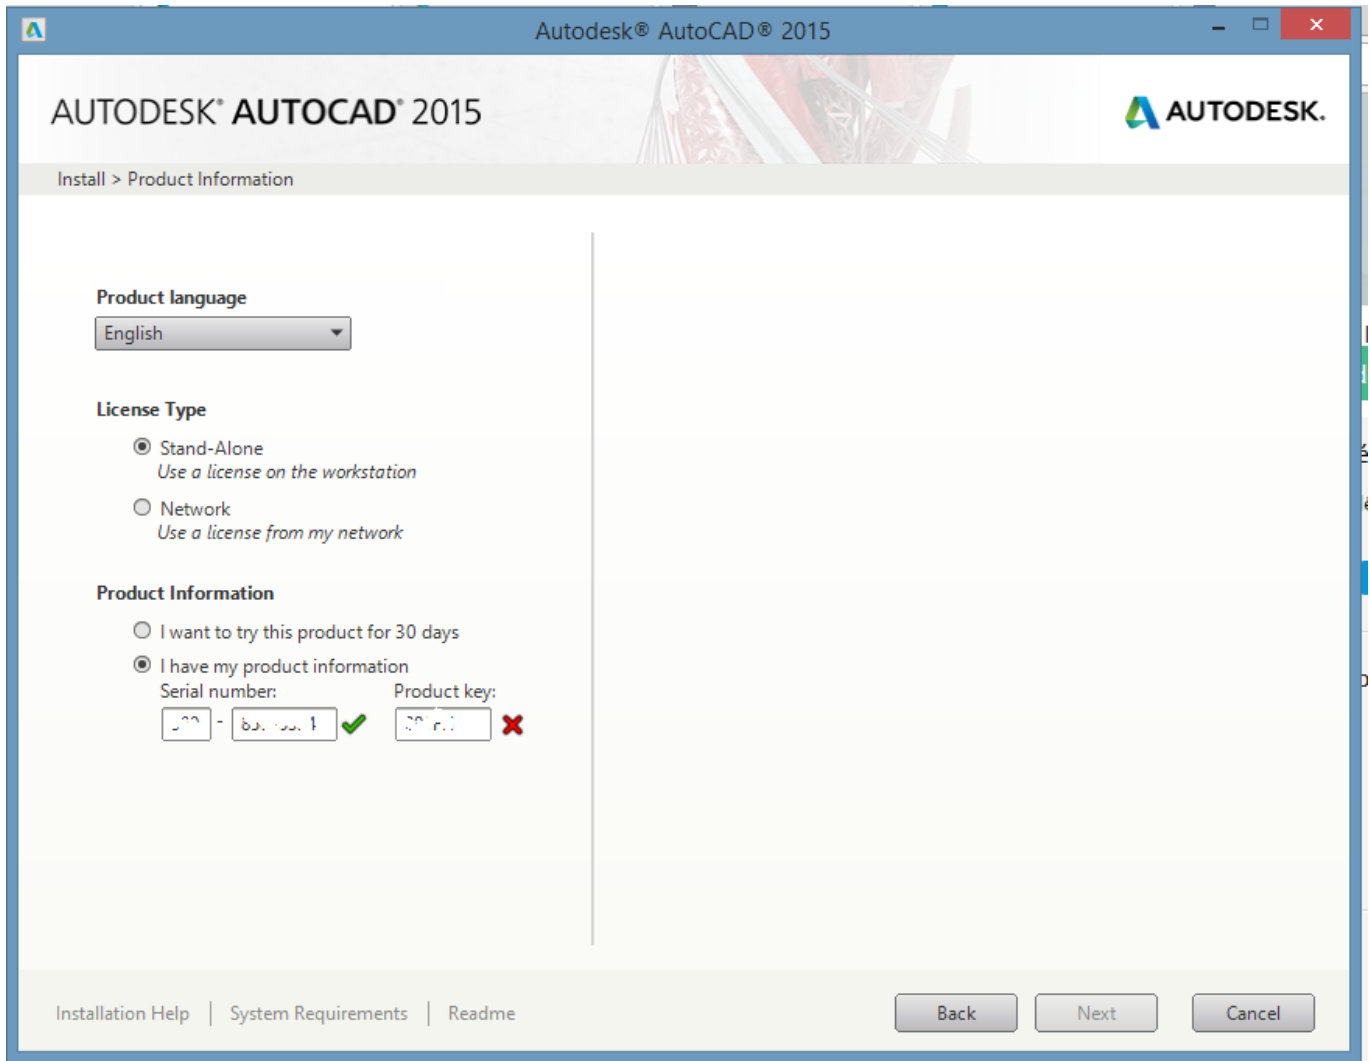 Autodesk® AutoCAD® 2015
AUTODESK® AUTOCAD® 2015
AUTODESK.
Install > Product Information
Product language
English
License Type
Stand-Alone
Use a license on the workstation
Network
Use a license from my network
Product Information
I want to try this product for 30 days
I have my product information
Serial number: Product key:
-
Installation Help | System Requirements | Readme
Back Next Cancel